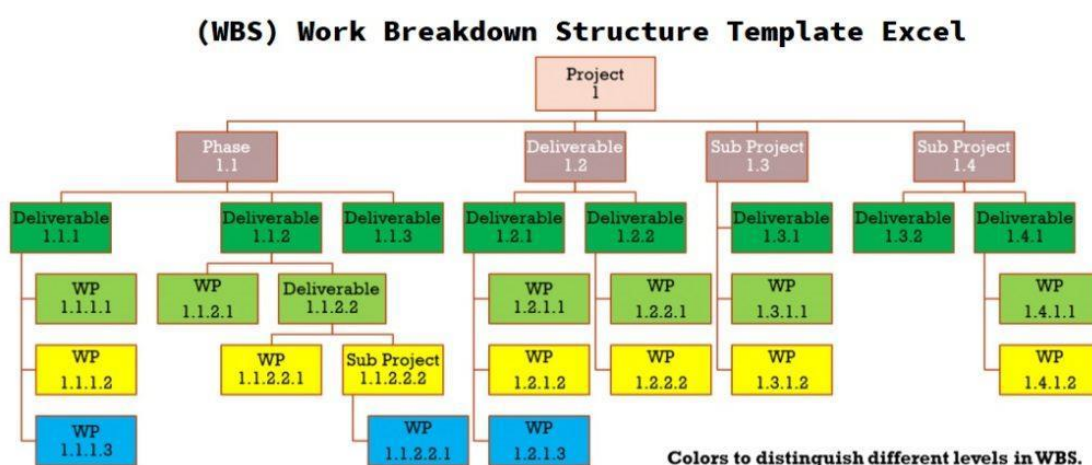 (WBS) Work Breakdown Structure Template Excel
Project
1
Phase
1.1
Deliverable
1.2
Sub Project
1.3
Sub Project
1.4
Deliverable
1.1.1
Deliverable
1.1.2
Deliverable
1.1.3
Deliverable
1.2.1
Deliverable
1.2.2
Deliverable
1.3.1
Deliverable
1.3.2
Deliverable
1.4.1
WP
1.1.1.1
WP
1.1.2.1
Deliverable
1.1.2.2
WP
1.2.1.1
WP
1.2.2.1
WP
1.3.1.1
WP
1.4.1.1
WP
1.1.1.2
WP
1.1.2.2.1
Sub Project
1.1.2.2.2
WP
1.2.1.2
WP
1.2.2.2
WP
1.3.1.2
WP
1.4.1.2
WP
1.1.1.3
WP
1.1.2.2.1
WP
1.2.1.3
Colors to distinguish different levels in WBS.